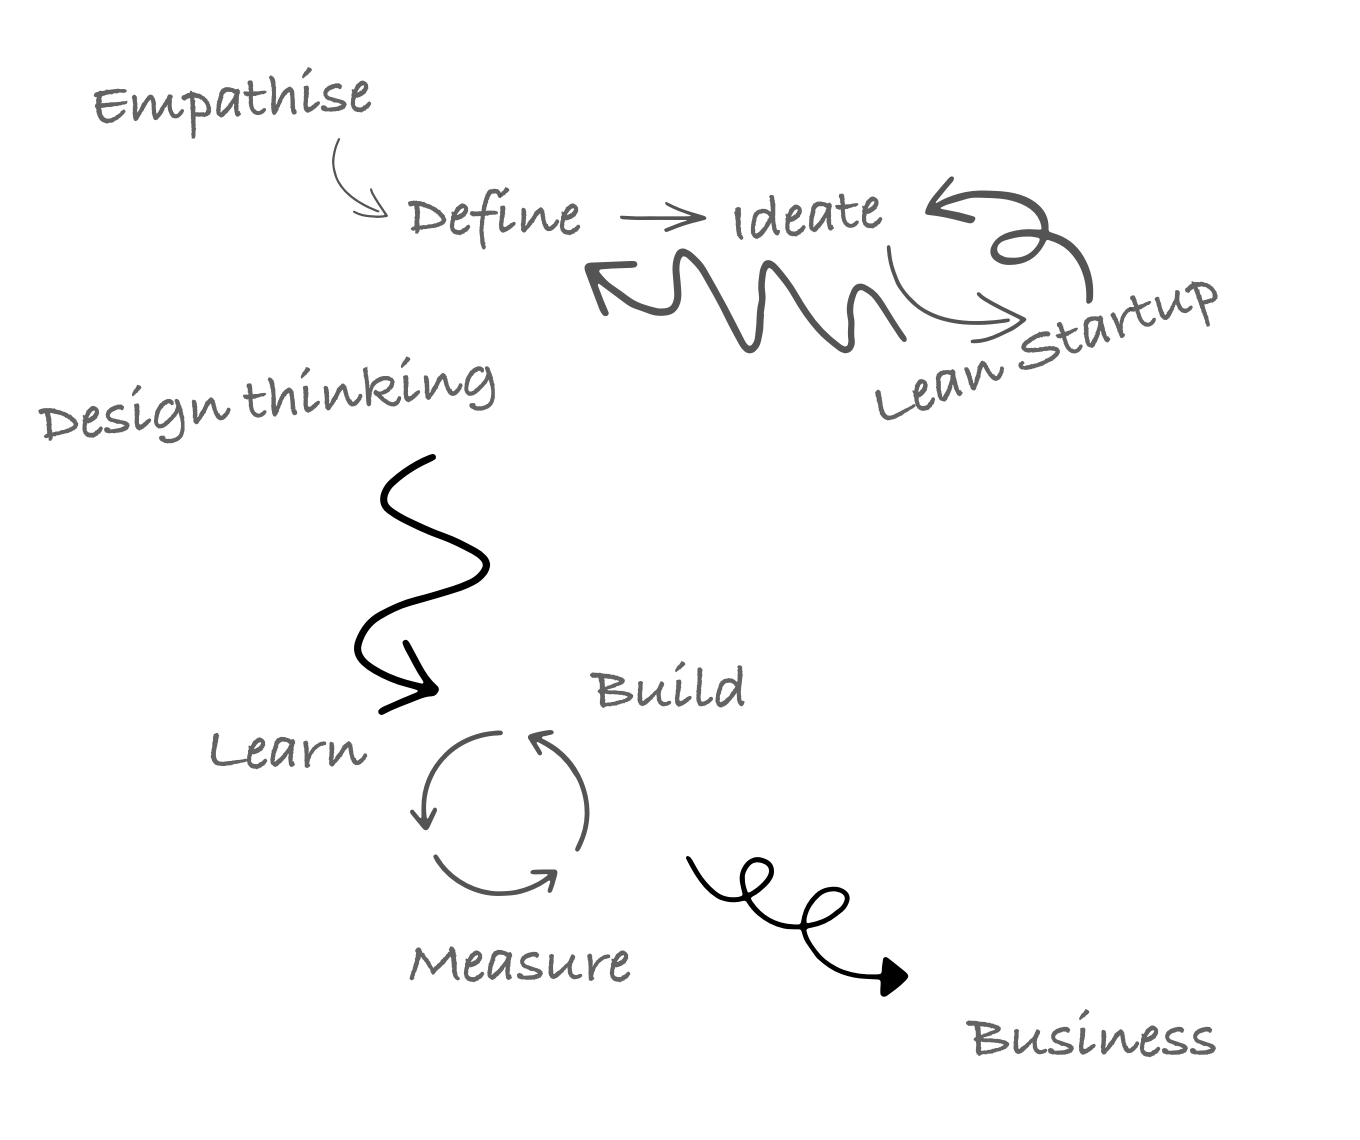 Empathise
Define
Ideate
Lean Startup
Design thinking
Build
Learn
Measure
Business